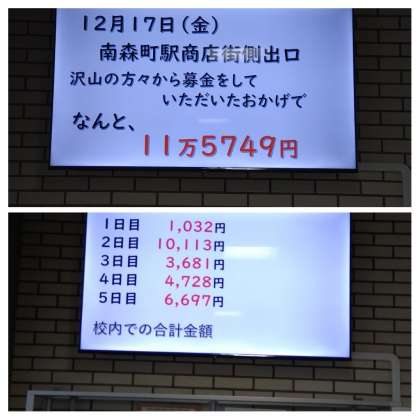 12月17日(金)
南森町駅商店街側出口
沢山の方々から募金をして
いただいたおかげで
なんと、
11万5749円
1日目 1,032円
2日目 10,113円
3日目 3,681円
4日目 4,728円
5日目 6,697円
校内での合計金額